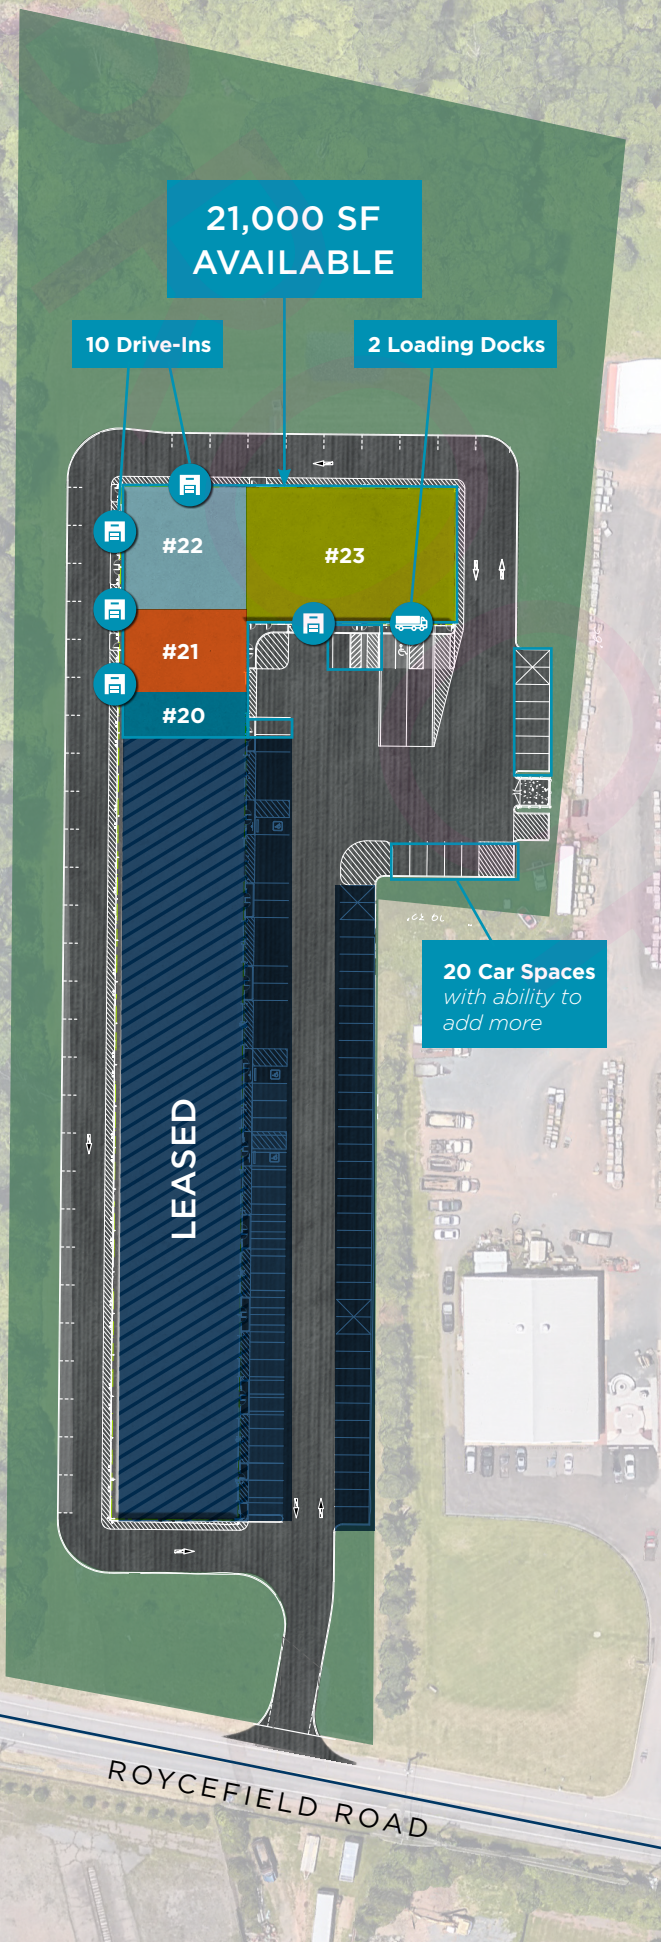 21,000 SF
AVAILABLE
10 Drive-Ins
2 Loading Docks
#22
#23
#21
#20
20 Car Spaces
with ability to
add more
LEASED
ROYCEFIELD ROAD